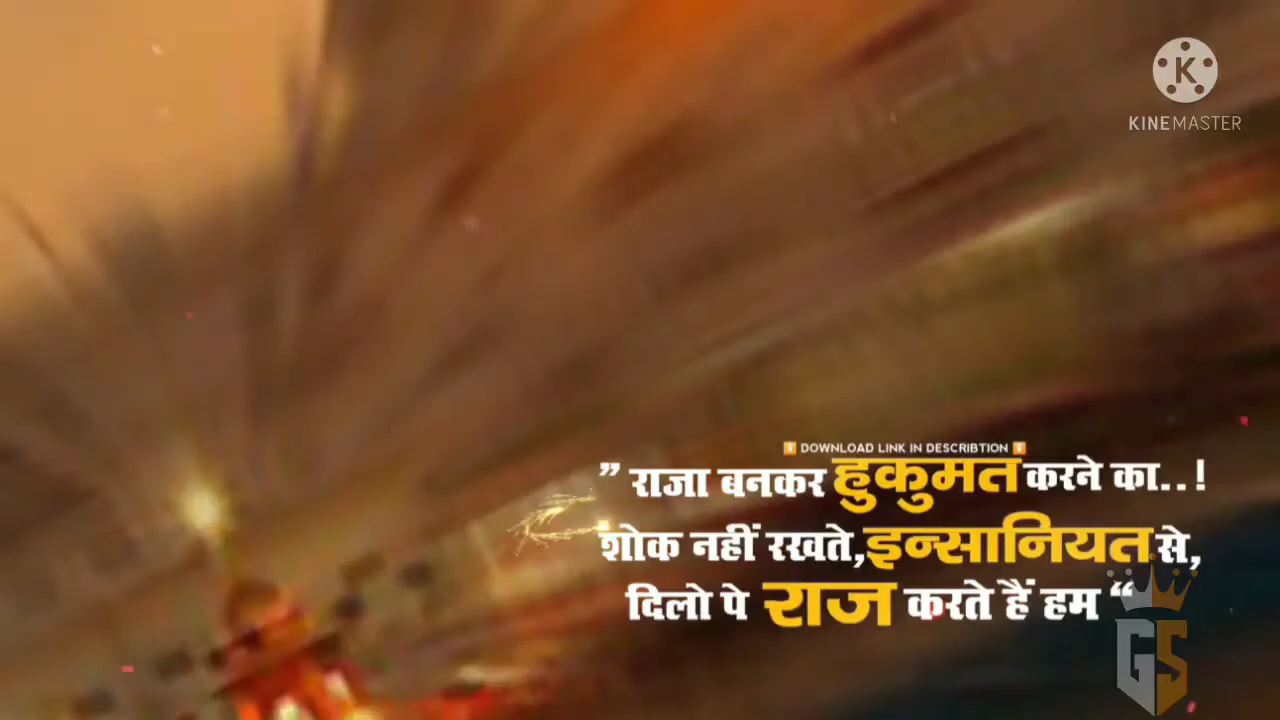 KINEMASTER
⏬ DOWNLOAD LINK IN DESCRIBTION ⏬
” राजा बनकर हुकुमत करने का..!
शोक नहीं रखते,इन्सानियत से,
दिलो पे राज करते हैं हम “
GS